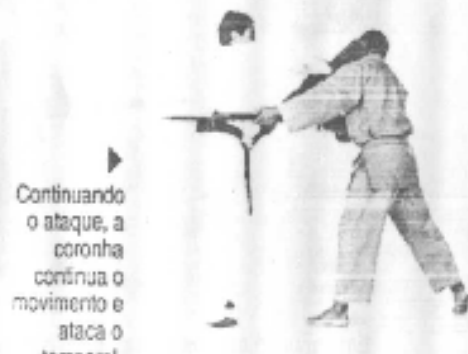 Continuando
o ataque, a
coronha
continua o
movimento e
ataca o